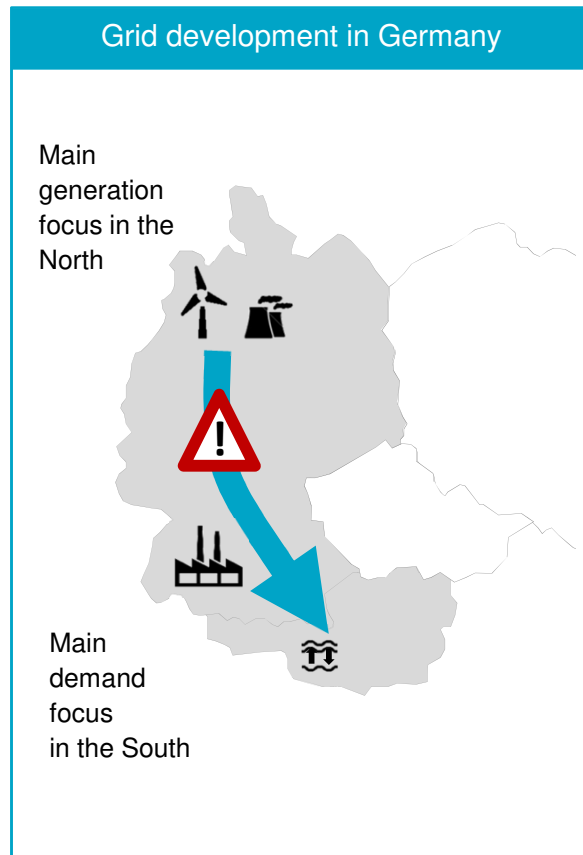 Grid development in Germany
Main
generation
focus in the
North
!
Main
demand
focus
in the South